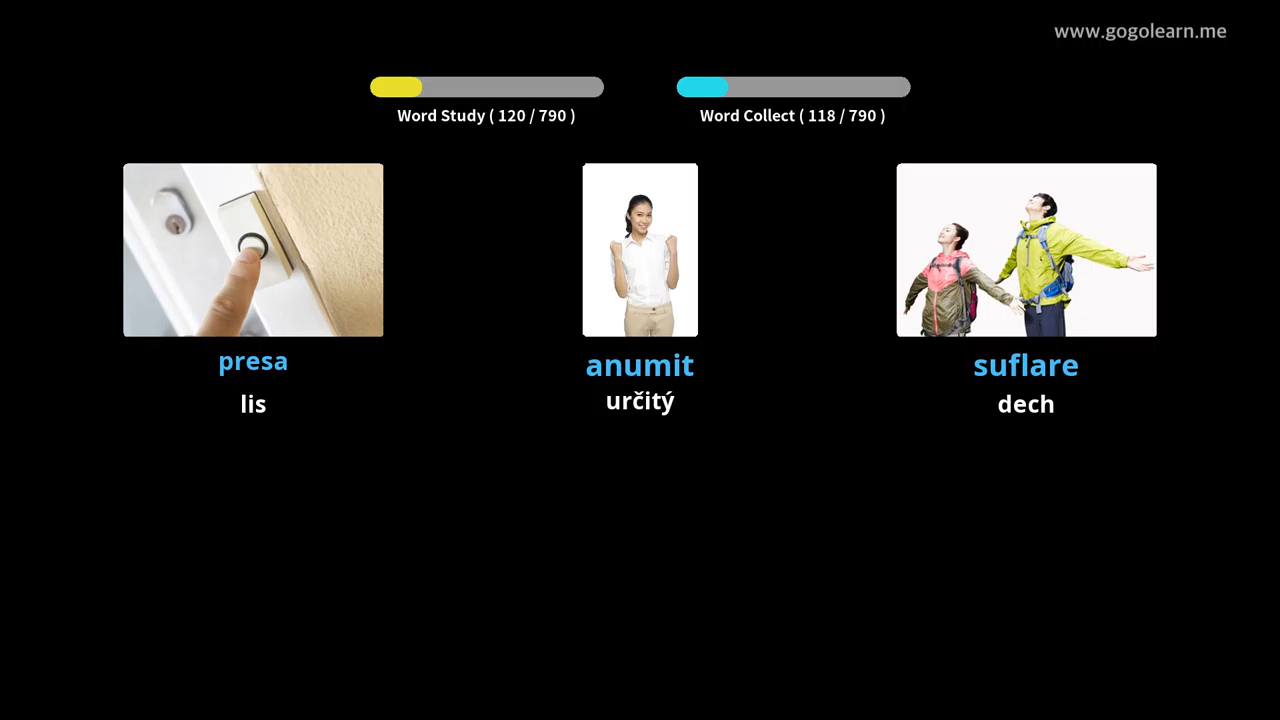 www.gogolearn.me
Word Study ( 120 / 790 )
Word Collect ( 118 / 790 )
presa
anumit
suflare
lis
určitý
dech